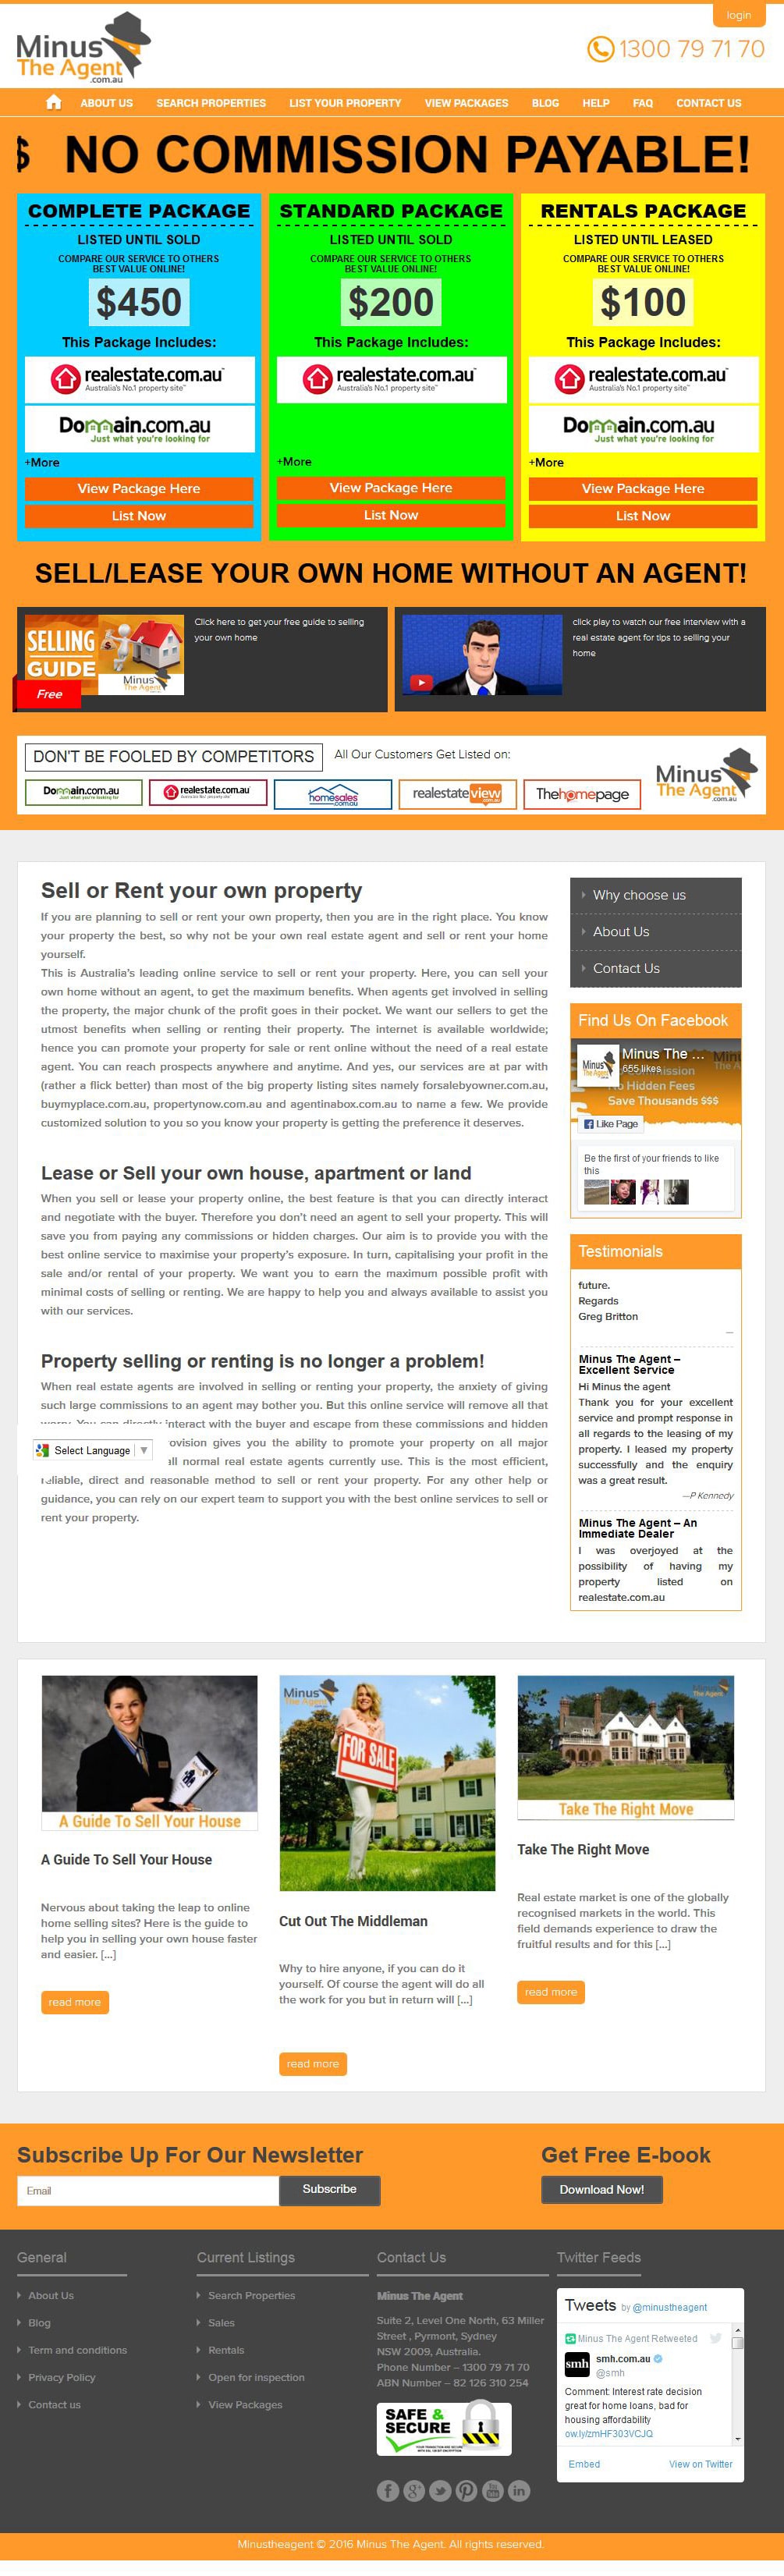 login
Minus
The Agent
.com.au
1300 79 71 70
ABOUT US SEARCH PROPERTIES LIST YOUR PROPERTY VIEW PACKAGES BLOG HELP FAQ CONTACT US
$ NO COMMISSION PAYABLE!
COMPLETE PACKAGE
LISTED UNTIL SOLD
COMPARE OUR SERVICE TO OTHERS
BEST VALUE ONLINE!
$450
This Package Includes:
realestate.com.au
Australia's No.1 property site
Domain.com.au
Just what you're looking for
+More
View Package Here
List Now
STANDARD PACKAGE
LISTED UNTIL SOLD
COMPARE OUR SERVICE TO OTHERS
BEST VALUE ONLINE!
$200
This Package Includes:
realestate.com.au
Australia's No.1 property site
+More
View Package Here
List Now
RENTALS PACKAGE
LISTED UNTIL LEASED
COMPARE OUR SERVICE TO OTHERS
BEST VALUE ONLINE!
$100
This Package Includes:
realestate.com.au
Australia's No.1 property site
Domain.com.au
Just what you're looking for
+More
View Package Here
List Now
SELL/LEASE YOUR OWN HOME WITHOUT AN AGENT!
SELLING
GUIDE
Free
Minus
The Agent
Click here to get your free guide to selling
your own home
click play to watch our free interview with a
real estate agent for tips to selling your
home
DON'T BE FOOLED BY COMPETITORS
All Our Customers Get Listed on:
Domain.com.au
Just what you're looking for
realestate.com.au
homesales
.com.au
realestateview
.com.au
Thehomepage
Minus
The Agent
.com.au
Sell or Rent your own property
If you are planning to sell or rent your own property, then you are in the right place. You know
your property the best, so why not be your own real estate agent and sell or rent your home
yourself.
This is Australia's leading online service to sell or rent your property. Here, you can sell your
own home without an agent, to get the maximum benefits. When agents get involved in selling
the property, the major chunk of the profit goes in their pocket. We want our sellers to get the
utmost benefits when selling or renting their property. The internet is available worldwide;
hence you can promote your property for sale or rent online without the need of a real estate
agent. You can reach prospects anywhere and anytime. And yes, our services are at par with
(rather a flick better) than most of the big property listing sites namely forsalebyowner.com.au,
buymyplace.com.au, propertynow.com.au and agentinabox.com.au to name a few. We provide
customized solution to you so you know your property is getting the preference it deserves.
Lease or Sell your own house, apartment or land
When you sell or lease your property online, the best feature is that you can directly interact
and negotiate with the buyer. Therefore you don't need an agent to sell your property. This will
save you from paying any commissions or hidden charges. Our aim is to provide you with the
best online service to maximise your property's exposure. In turn, capitalising your profit in the
sale and/or rental of your property. We want you to earn the maximum possible profit with
minimal costs of selling or renting. We are happy to help you and always available to assist you
with our services.
Property selling or renting is no longer a problem!
When real estate agents are involved in selling or renting your property, the anxiety of giving
such large commissions to an agent may bother you. But this online service will remove all that
worry. You can directly interact with the buyer and escape from these commissions and hidden
ovision gives you the ability to promote your property on all major
all normal real estate agents currently use. This is the most efficient,
reliable, direct and reasonable method to sell or rent your property. For any other help or
guidance, you can rely on our expert team to support you with the best online services to sell or
rent your property.
Select Language
Why choose us
About Us
Contact Us
Find Us On Facebook
Minus The ...
655 likes
Commission
No Hidden Fees
Save Thousands $$$
Like Page
Be the first of your friends to like
this
Testimonials
future.
Regards
Greg Britton
—
Minus The Agent –
Excellent Service
Hi Minus the agent
Thank you for your excellent
service and prompt response in
all regards to the leasing of my
property. I leased my property
successfully and the enquiry
was a great result.
—P Kennedy
Minus The Agent – An
Immediate Dealer
I was overjoyed at the
possibility of having my
property listed on
realestate.com.au
A Guide To Sell Your House
A Guide To Sell Your House
Nervous about taking the leap to online
home selling sites? Here is the guide to
help you in selling your own house faster
and easier. [...]
read more
Minus
The Agent
FOR SALE
Cut Out The Middleman
Why to hire anyone, if you can do it
yourself. Of course the agent will do all
the work for you but in return will [...]
read more
Minus
The Agent
Take The Right Move
Take The Right Move
Real estate market is one of the globally
recognised markets in the world. This
field demands experience to draw the
fruitful results and for this [...]
read more
Subscribe Up For Our Newsletter
Email
Subscribe
Get Free E-book
Download Now!
General
About Us
Blog
Term and conditions
Privacy Policy
Contact us
Current Listings
Search Properties
Sales
Rentals
Open for inspection
View Packages
Contact Us
Minus The Agent
Suite 2, Level One North, 63 Miller
Street , Pyrmont, Sydney
NSW 2009, Australia.
Phone Number – 1300 79 71 70
ABN Number – 82 126 310 254
SAFE &
SECURE
Twitter Feeds
Tweets by @minustheagent
Minus The Agent Retweeted
smh
smh.com.au
@smh
Comment: Interest rate decision
great for home loans, bad for
housing affordability
ow.ly/zmHF303VCJQ
Embed
View on Twitter
Minustheagent © 2016 Minus The Agent. All rights reserved.